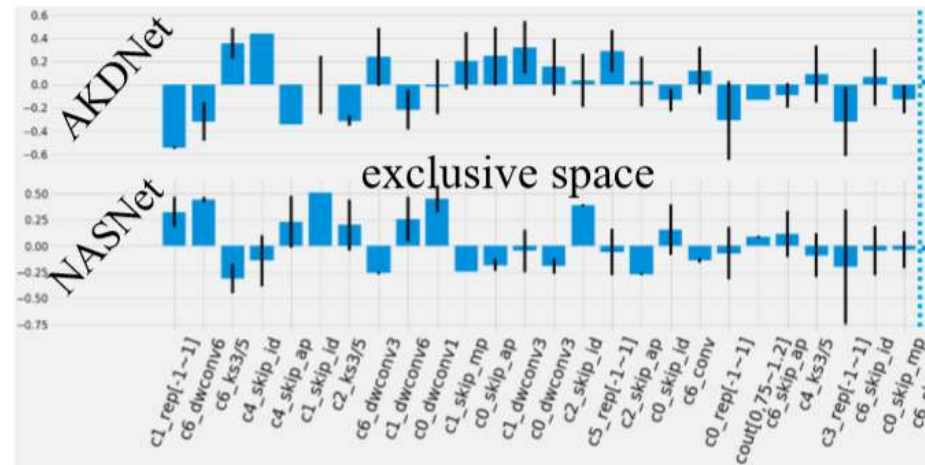 0.6
0.4
0.2
0.0
−0.2
−0.4
−0.6
AKDNet
exclusive space
0.50
0.25
0.00
−0.25
−0.50
−0.75
NASNet
c1_rep[-1~1]
c6_dwconv6
c6_ks3/5
c4_skip_id
c4_skip_ap
c1_skip_id
c2_ks3/5
c6_dwconv3
c1_dwconv6
c0_dwconv1
c1_skip_mp
c0_skip_ap
c1_dwconv3
c0_dwconv3
c2_skip_id
c5_rep[-1~1]
c2_skip_ap
c0_skip_id
c6_conv
c0_rep[-1~1]
cout[0,75~1.2]
c6_skip_ap
c4_ks3/5
c3_rep[-1~1]
c6_skip_id
c0_skip_mp